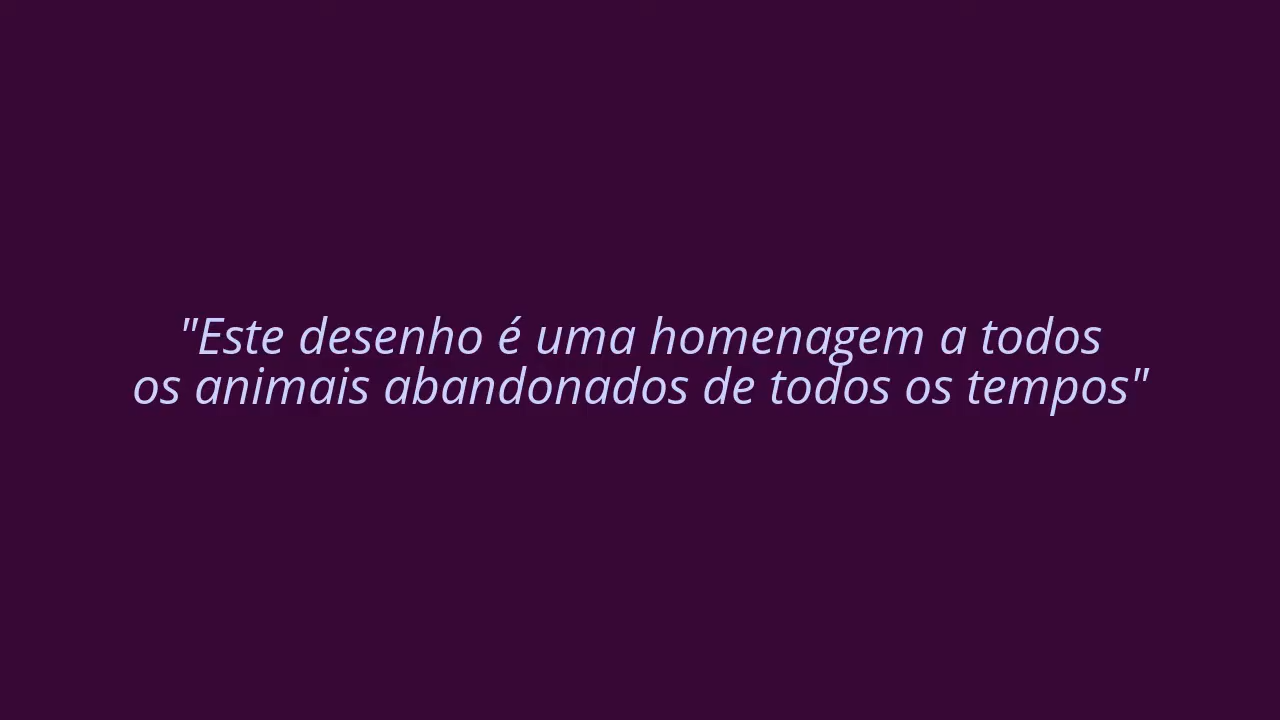 "Este desenho é uma homenagem a todos
os animais abandonados de todos os tempos"